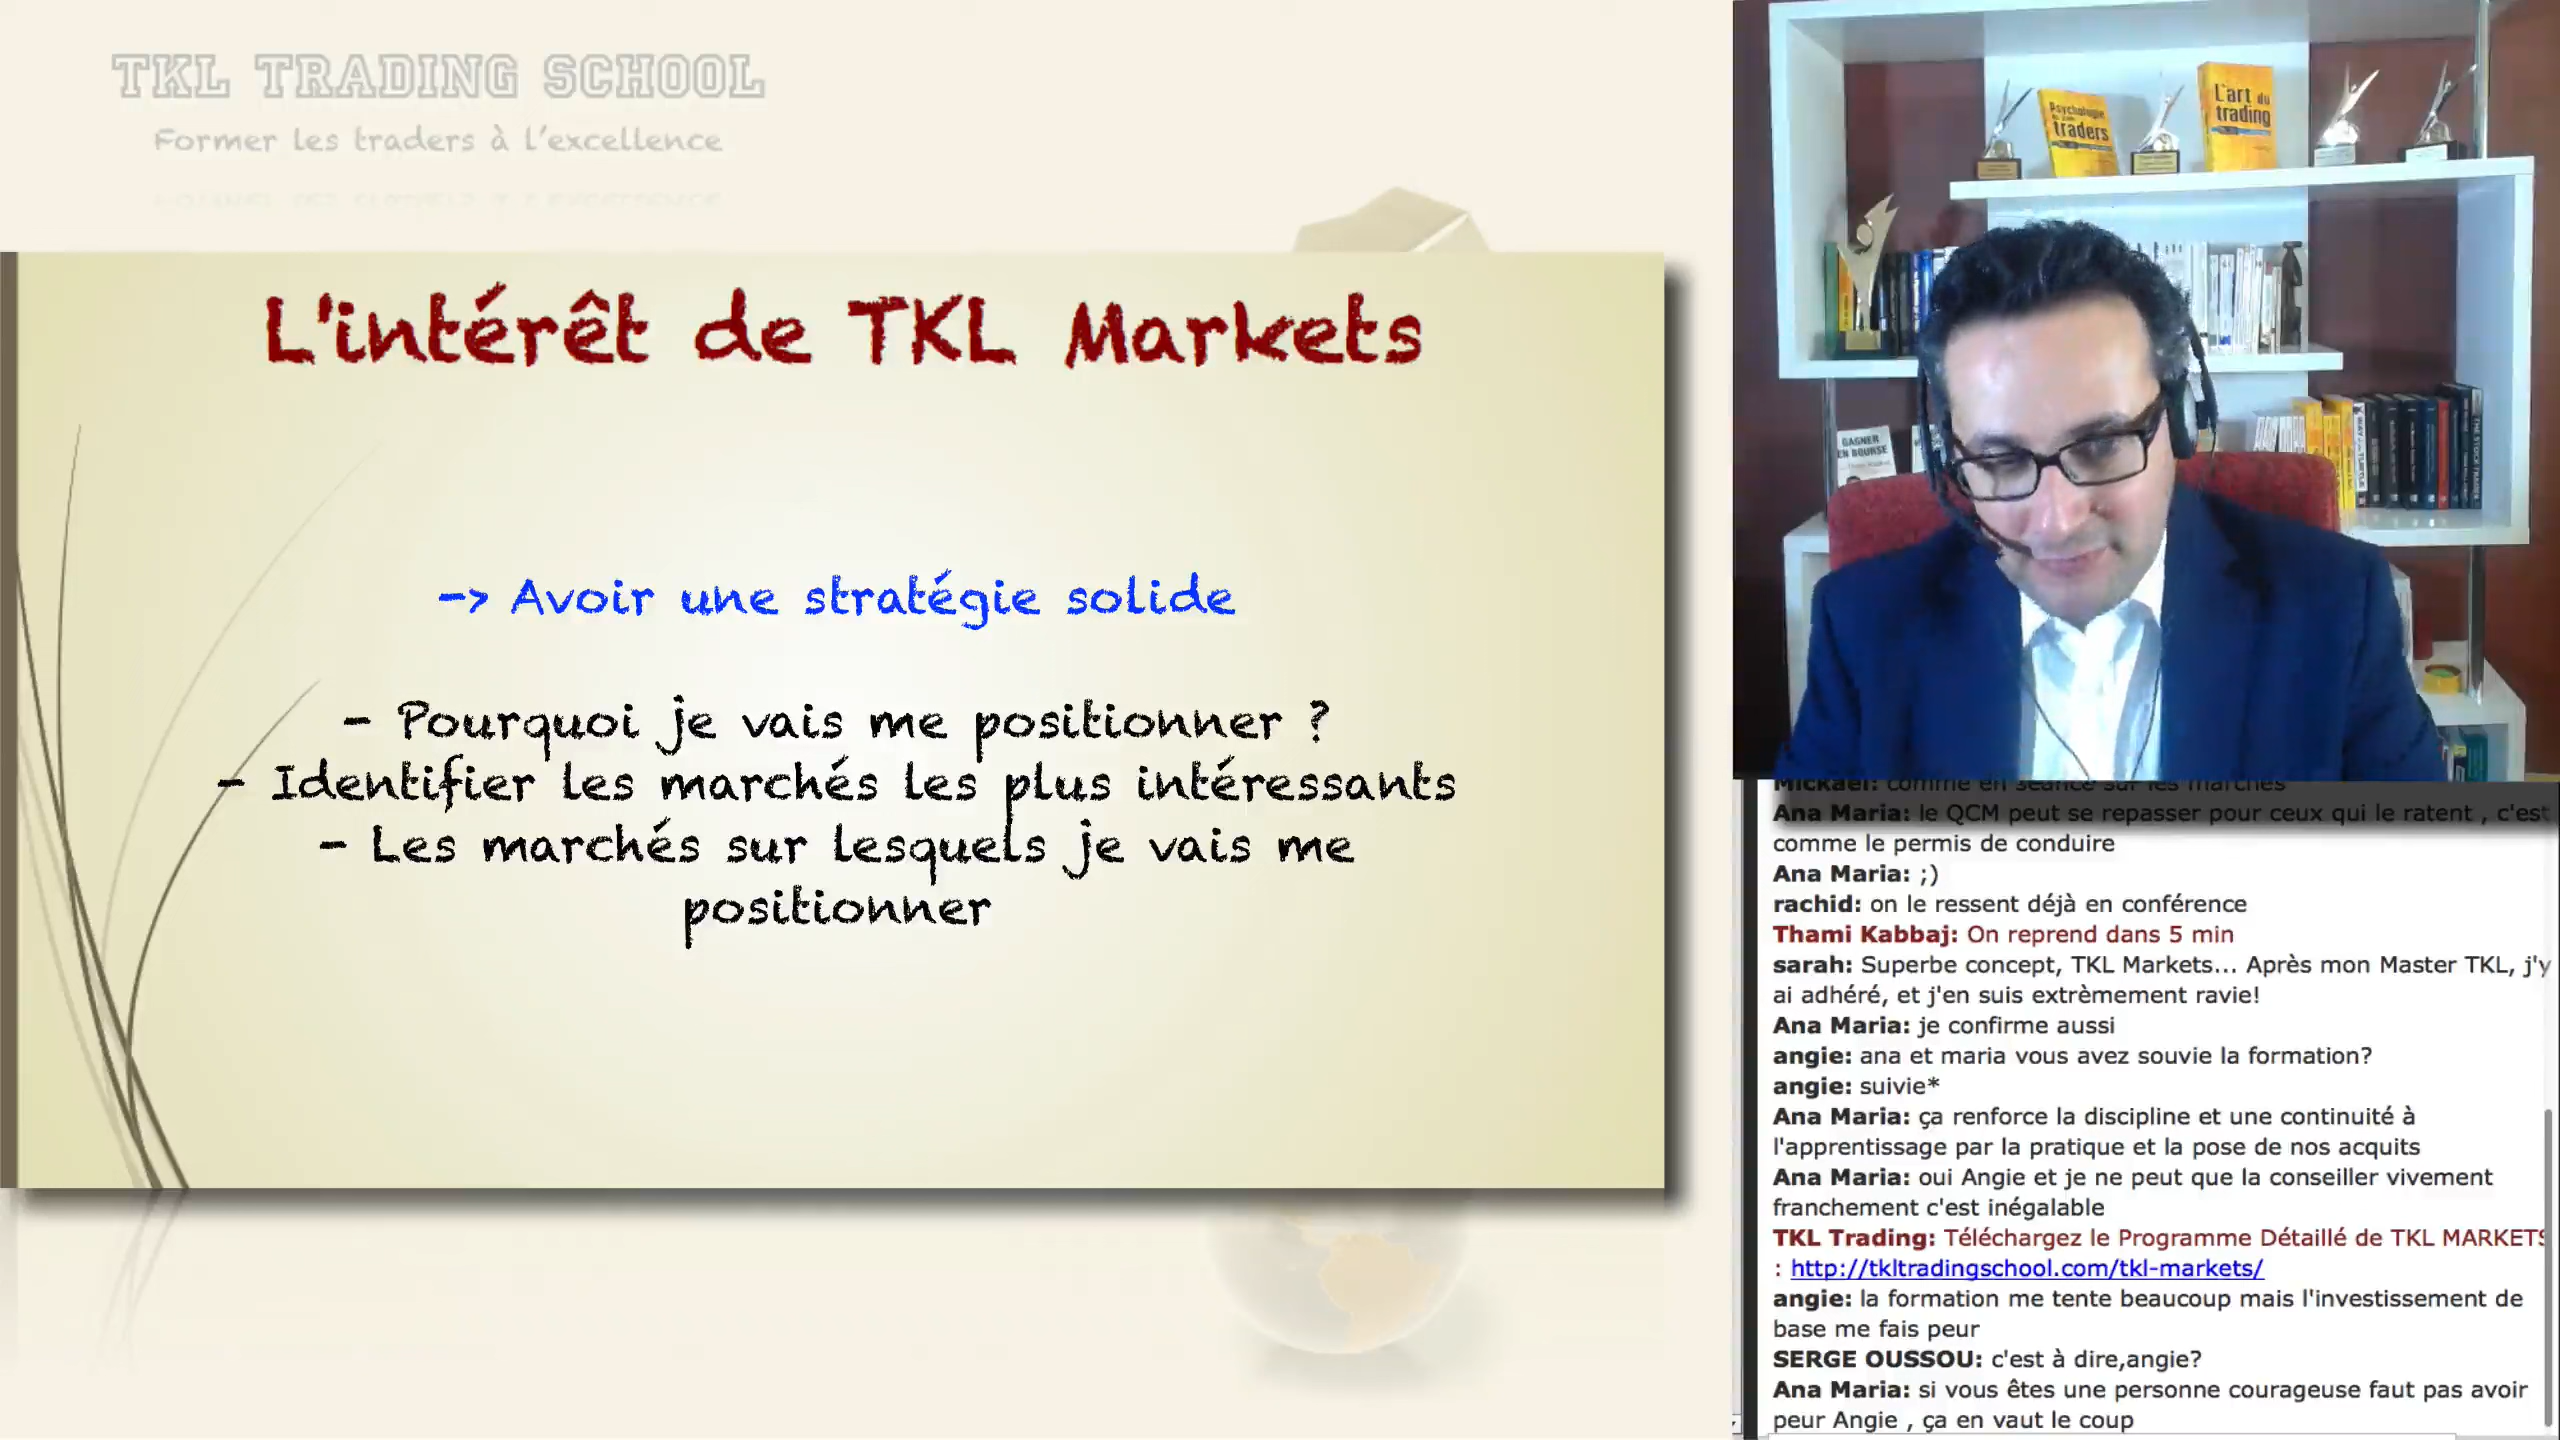 TKL TRADING SCHOOL
Former les traders à l'excellence
L'intérêt de TKL Markets
-> Avoir une stratégie solide
- Pourquoi je vais me positionner ?
- Identifier les marchés les plus intéressants
- Les marchés sur lesquels je vais me
positionner
Psychologie
traders
L'art du
trading
GAGNER
EN BOURSE
Mickael: comme en séance sur les marchés
Ana Maria: le QCM peut se repasser pour ceux qui le ratent , c'est
comme le permis de conduire
Ana Maria: ;)
rachid: on le ressent déjà en conférence
Thami Kabbaj: On reprend dans 5 min
sarah: Superbe concept, TKL Markets... Après mon Master TKL, j'y
ai adhéré, et j'en suis extrèmement ravie!
Ana Maria: je confirme aussi
angie: ana et maria vous avez souvie la formation?
angie: suivie*
Ana Maria: ça renforce la discipline et une continuité à
l'apprentissage par la pratique et la pose de nos acquits
Ana Maria: oui Angie et je ne peut que la conseiller vivement
franchement c'est inégalable
TKL Trading: Téléchargez le Programme Détaillé de TKL MARKETS
: http://tkltradingschool.com/tkl-markets/
angie: la formation me tente beaucoup mais l'investissement de
base me fais peur
SERGE OUSSOU: c'est à dire,angie?
Ana Maria: si vous êtes une personne courageuse faut pas avoir
peur Angie , ça en vaut le coup